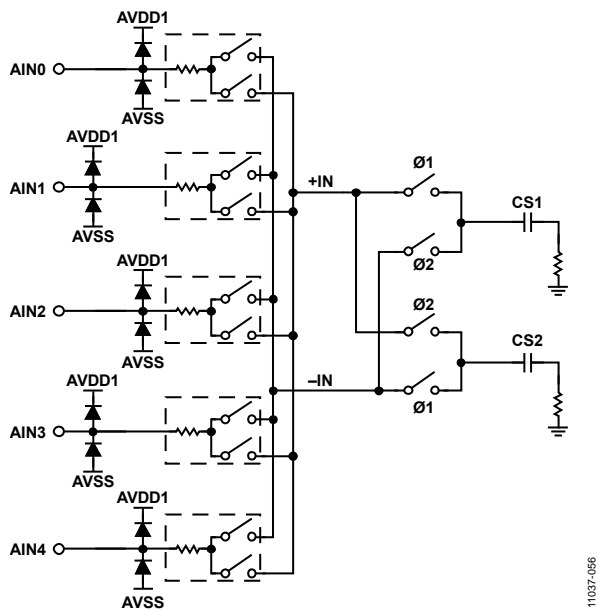 AVDD1
AIN0
AVSS
AVDD1
AIN1
AVSS
+IN
Ø1
CS1
Ø2
AVDD1
AIN2
AVSS
Ø2
CS2
AVDD1
–IN
Ø1
AIN3
AVSS
AVDD1
AIN4
AVSS
11037-056